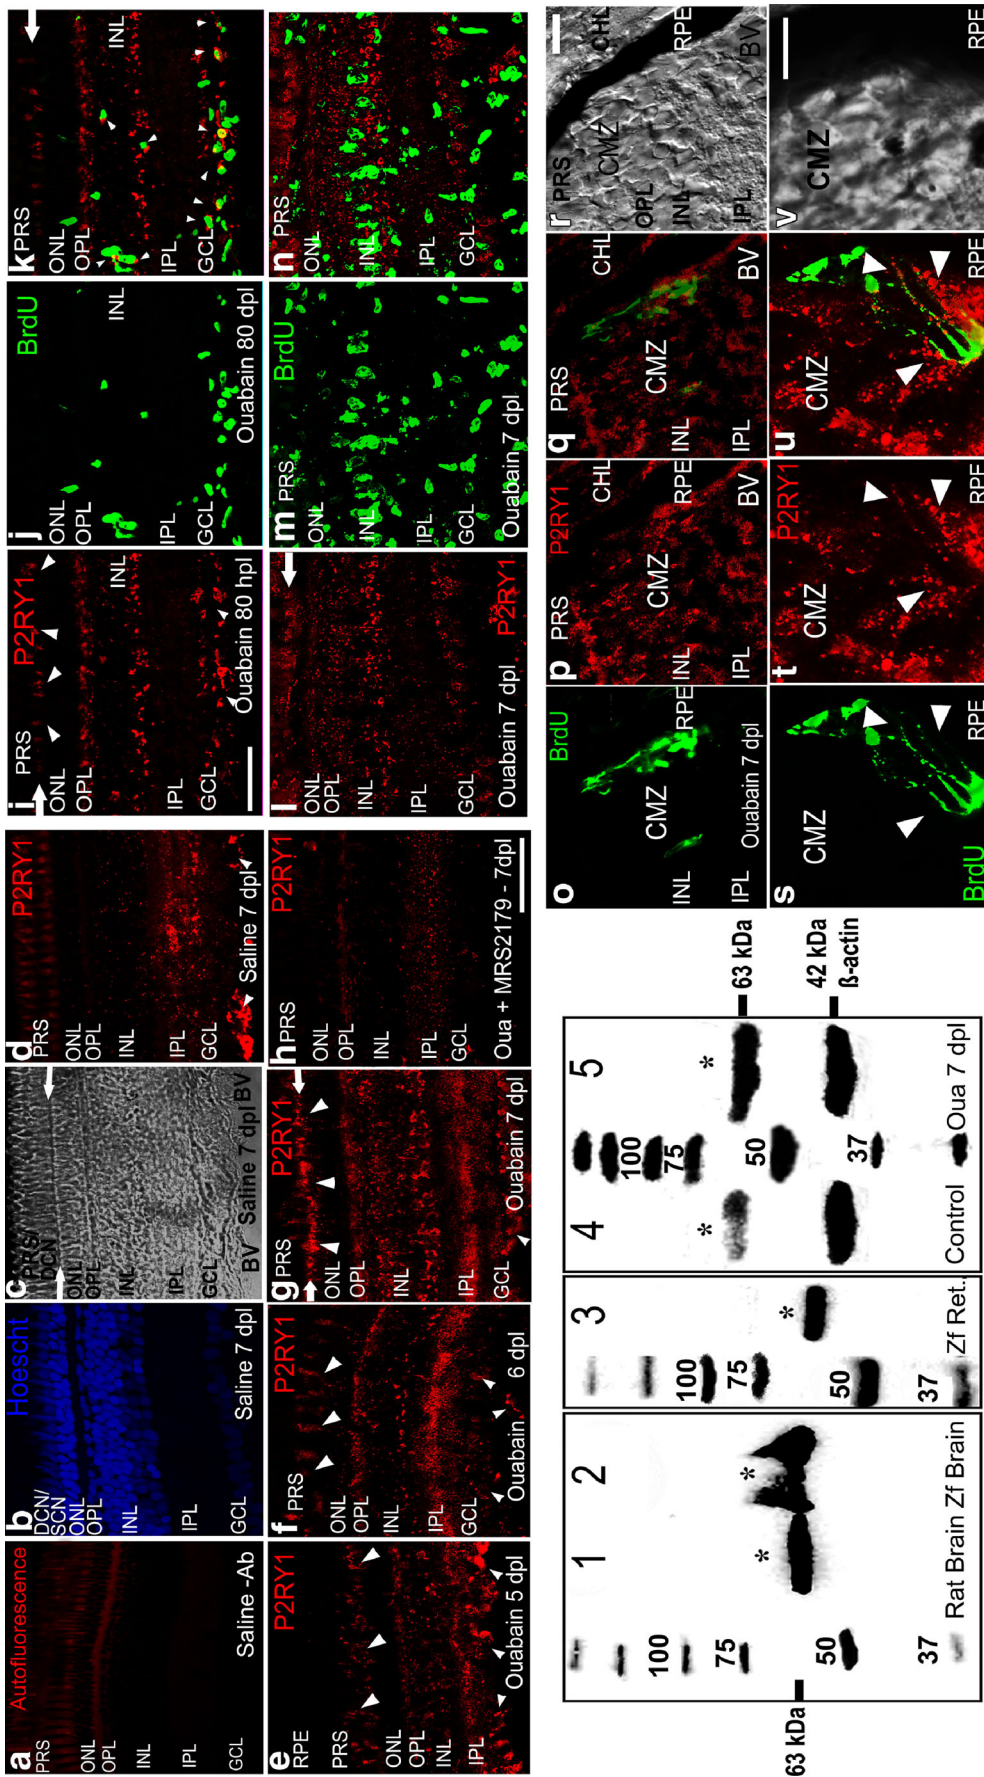 a
Autofluorescence
PRS
ONL
OPL
INL
IPL
GCL
Saline -Ab
b
Hoescht
DCN/
SCN
ONL
OPL
INL
IPL
GCL
Saline 7 dpl
c
PRS/
DCN
ONL
OPL
INL
IPL
GCL
BV Saline 7 dpl BV
d
P2RY1
PRS
ONL
OPL
INL
IPL
GCL
Saline 7 dpl
e
P2RY1
RPE
PRS
ONL
OPL
INL
IPL
Ouabain 5 dpl
f
P2RY1
PRS
ONL
OPL
INL
IPL
GCL
Ouabain 6 dpl
g
P2RY1
PRS
ONL
OPL
INL
IPL
GCL
Ouabain 7 dpl
h
P2RY1
PRS
ONL
OPL
INL
IPL
GCL
Oua + MRS2179 - 7dpl
i
P2RY1
PRS
ONL
OPL
INL
IPL
GCL
Ouabain 80 hpl
j
BrdU
ONL
OPL
INL
IPL
GCL
Ouabain 80 dpl
k
PRS
ONL
OPL
INL
IPL
GCL
l
ONL
OPL
INL
IPL
GCL
Ouabain 7 dpl P2RY1
m
BrdU
PRS
ONL
INL
IPL
GCL
Ouabain 7 dpl
n
PRS
ONL
INL
IPL
GCL
1 2
*
*
100
75
50
37
63 kDa
Rat Brain Zf Brain
3
*
100
75
50
37
Zf Ret.,
4 5
*
*
100
75
50
37
Control Oua 7 dpl
63 kDa
42 kDa
ß-actin
o
BrdU
CMZ
INL
RPE
IPL
Ouabain 7 dpl
p
P2RY1
PRS
CHL
CMZ
INL
RPE
IPL
BV
q
PRS
CHL
CMZ
INL
IPL
BV
r
PRS
CHL
CMZ
OPL
RPE
INL
IPL
BV
s
CMZ
BrdU
RPE
t
P2RY1
CMZ
RPE
u
CMZ
RPE
v
CMZ
RPE